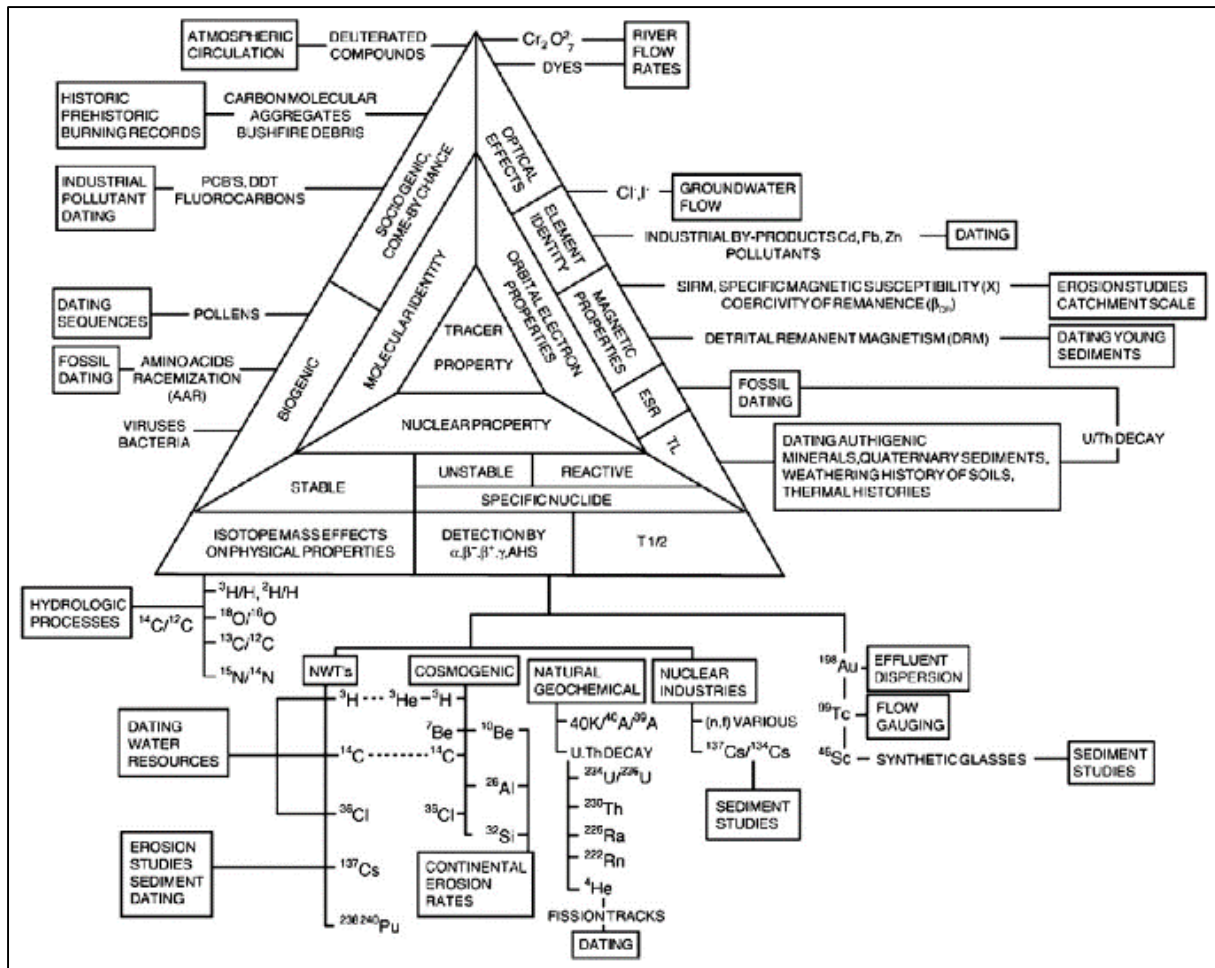 ATMOSPHERIC
CIRCULATION
DEUTERATED
COMPOUNDS
Cr₂O²⁻₇
DYES
RIVER
FLOW
RATES
HISTORIC
PREHISTORIC
BURNING RECORDS
CARBON MOLECULAR
AGGREGATES
BUSHFIRE DEBRIS
INDUSTRIAL
POLLUTANT
DATING
PCB'S, DDT
FLUOROCARBONS
DATING
SEQUENCES
POLLENS
FOSSIL
DATING
AMINO ACIDS
RACEMIZATION
(AAR)
VIRUSES
BACTERIA
SOCIOGENIC,
COME-BY CHANCE
BIOGENIC
MOLECULAR IDENTITY
TRACER
PROPERTY
ORBITAL ELECTRON
PROPERTIES
OPTICAL
EFFECTS
ELEMENT
IDENTITY
MAGNETIC
PROPERTIES
ESR
TL
NUCLEAR PROPERTY
STABLE
UNSTABLE
REACTIVE
SPECIFIC NUCLIDE
ISOTOPE MASS EFFECTS
ON PHYSICAL PROPERTIES
DETECTION BY
α,β⁻,β⁺,γ,AHS
T 1/2
Cl⁻,I⁻
GROUNDWATER
FLOW
INDUSTRIAL BY-PRODUCTS Cd, Pb, Zn
POLLUTANTS
DATING
SIRM, SPECIFIC MAGNETIC SUSCEPTIBILITY (X)
COERCIVITY OF REMANENCE
EROSION STUDIES
CATCHMENT SCALE
DETRITAL REMANENT MAGNETISM (DRM)
DATING YOUNG
SEDIMENTS
FOSSIL
DATING
U/Th DECAY
DATING AUTHIGENIC
MINERALS, QUATERNARY SEDIMENTS,
WEATHERING HISTORY OF SOILS,
THERMAL HISTORIES
HYDROLOGIC
PROCESSES
¹⁴C/¹²C
³H/H, ²H/H
¹⁸O/¹⁶O
¹³C/¹²C
¹⁵N/¹⁴N
NWT's
³H
¹⁴C
³⁶Cl
¹³⁷Cs
DATING
WATER
RESOURCES
EROSION
STUDIES
SEDIMENT
DATING
COSMOGENIC
³He
³H
⁷Be
¹⁰Be
¹⁴C
²⁶Al
³⁶Cl
³²Si
CONTINENTAL
EROSION
RATES
NATURAL
GEOCHEMICAL
40K/⁴⁰A/³⁹A
U.Th DECAY
²³⁰Th
²²⁶Ra
²²²Rn
⁴He
FISSION TRACKS
DATING
NUCLEAR
INDUSTRIES
(n,f) VARIOUS
¹³⁷Cs/¹³⁴Cs
SEDIMENT
STUDIES
¹⁹⁸Au
EFFLUENT
DISPERSION
⁹⁹Tc
FLOW
GAUGING
⁴⁶Sc
SYNTHETIC GLASSES
SEDIMENT
STUDIES